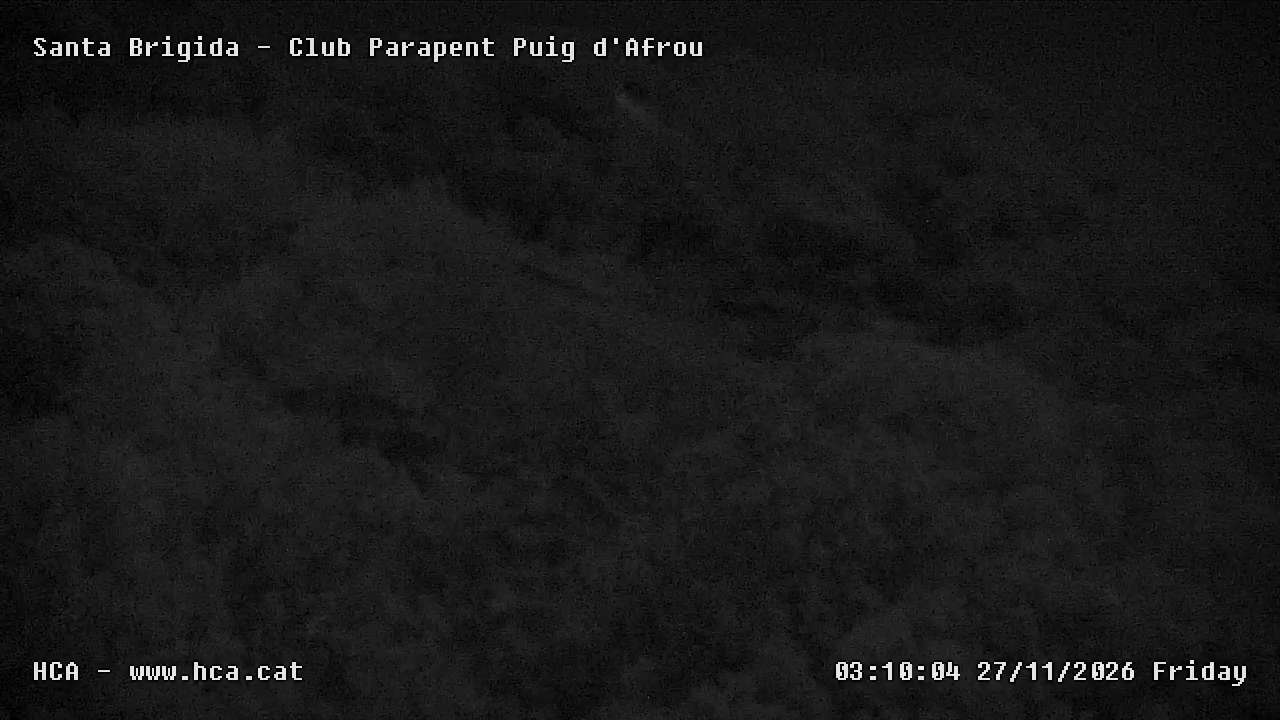 Santa Brigida - Club Parapent Puig d'Afrou
HCA - www.hca.cat
03:10:04 27/11/2026 Friday